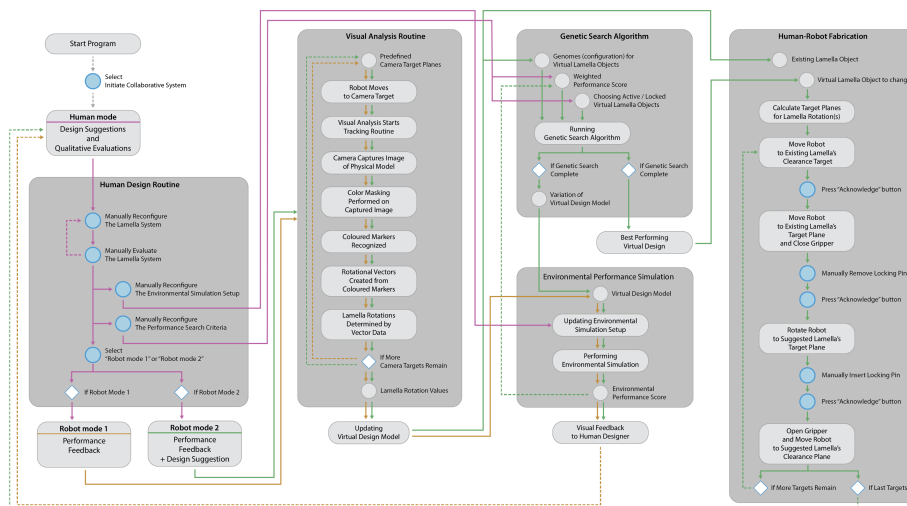 Start Program
Select
Initiate Collaborative System
Human mode
Design Suggestions
and
Qualitative Evaluations
Human Design Routine
Manually Reconfigure
The Lamella System
Manually Evaluate
The Lamella System
Manually Reconfigure
The Environmental Simulation Setup
Manually Reconfigure
The Performance Search Criteria
Select
"Robot mode 1" or "Robot mode 2"
If Robot Mode 1
If Robot Mode 2
Robot mode 1
Performance
Feedback
Robot mode 2
Performance
Feedback
+ Design Suggestion
Visual Analysis Routine
Predefined
Camera Target Planes
Robot Moves
to Camera Target
Visual Analysis Starts
Tracking Routine
Camera Captures Image
of Physical Model
Color Masking
Performed on
Captured Image
Coloured Markers
Recognized
Rotational Vectors
Created from
Coloured Markers
Lamella Rotations
Determined by
Vector Data
If More
Camera Targets Remain
Lamella Rotation Values
Updating
Virtual Design Model
Genetic Search Algorithm
Genomes (configuration) for
Virtual Lamella Objects
Weighted
Performance Score
Choosing Active / Locked
Virtual Lamella Objects
Running
Genetic Search Algorithm
If Genetic Search
Complete
If Genetic Search
Complete
Variation of
Virtual Design Model
Best Performing
Virtual Design
Environmental Performance Simulation
Virtual Design Model
Updating Environmental
Simulation Setup
Performing
Environmental Simulation
Environmental
Performance Score
Visual Feedback
to Human Designer
Human-Robot Fabrication
Existing Lamella Object
Virtual Lamella Object to chang
Calculate Target Planes
for Lamella Rotation(s)
Move Robot
to Existing Lamella's
Clearance Target
Press "Acknowledge" button
Move Robot
to Existing Lamella's
Target Plane
and Close Gripper
Manually Remove Locking Pin
Press "Acknowledge" button
Rotate Robot
to Suggested Lamella's
Target Plane
Manually Insert Locking Pin
Press "Acknowledge" button
Open Gripper
and Move Robot
to Suggested Lamella's
Clearance Plane
If More Targets Remain
If Last Targets